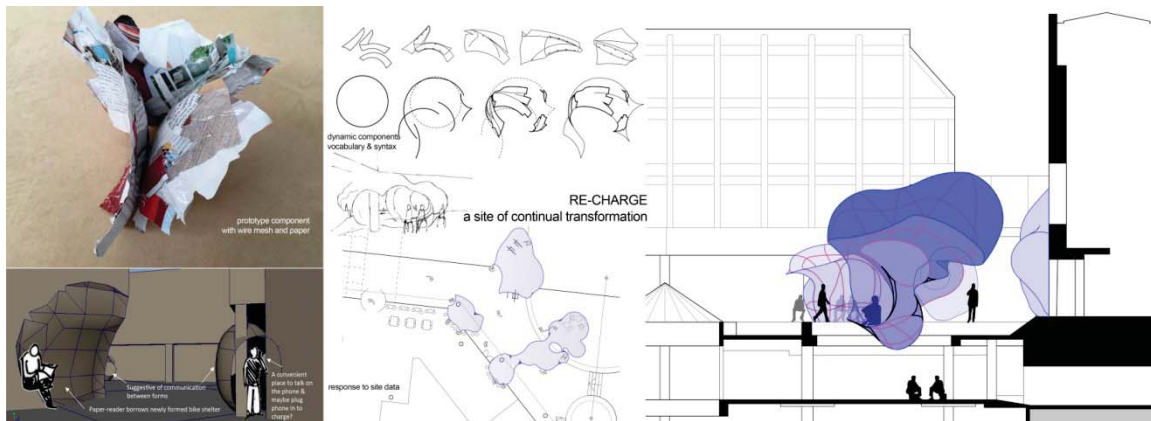 prototype component
with wire mesh and paper
Suggestive of communication
between forms
Paper-reader borrows newly formed bike shelter
A convenient
place to talk on
the phone &
maybe plug
phone in to
charge?
dynamic components
vocabulary & syntax
RE-CHARGE
a site of continual transformation
response to site data